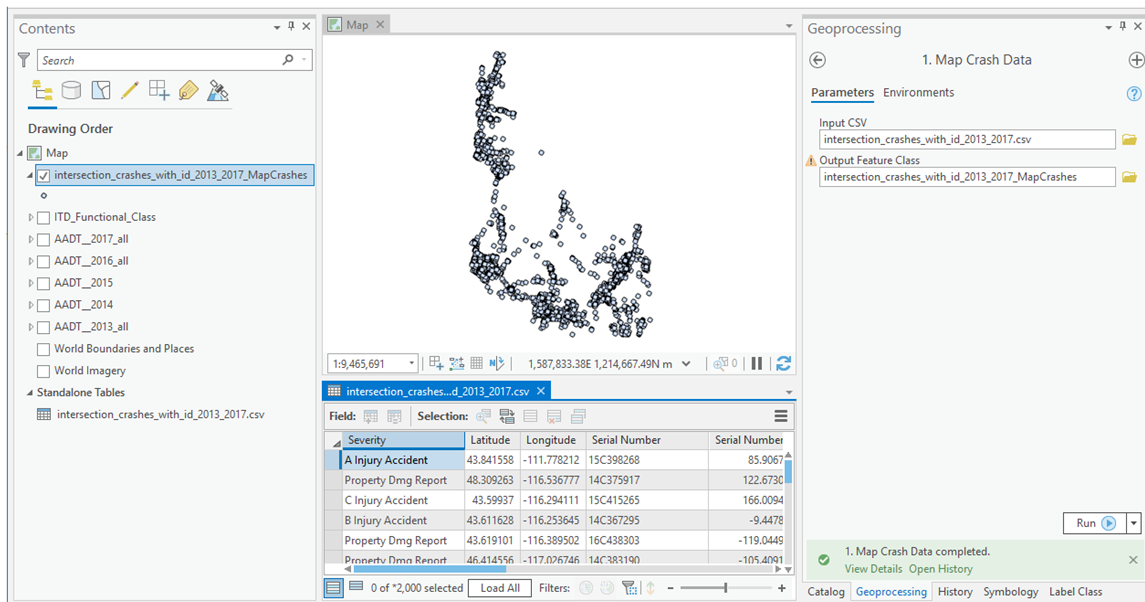 Contents
Search
Drawing Order
Map
intersection_crashes_with_id_2013_2017_MapCrashes
ITD_Functional_Class
AADT__2017_all
AADT__2016_all
AADT__2015
AADT__2014
AADT__2013_all
World Boundaries and Places
World Imagery
Standalone Tables
intersection_crashes_with_id_2013_2017.csv
Map
1:9,465,691
1,587,833.38E 1,214,667.49N m
0
intersection_crashes...d_2013_2017.csv
Field: Selection:
Severity Latitude Longitude Serial Number Serial Number
A Injury Accident 43.841558 -111.778212 15C398268 85.9067
Property Dmg Report 48.309263 -116.536777 14C375917 122.6730
C Injury Accident 43.59937 -116.294111 15C415265 166.0094
B Injury Accident 43.611628 -116.253645 14C367295 -9.4478
Property Dmg Report 43.619101 -116.389502 16C438303 -119.0449
Property Dmg Report 46.414556 -117.026746 14C383190 -105.4091
0 of *2,000 selected Load All Filters:
Geoprocessing
1. Map Crash Data
Parameters Environments
Input CSV
intersection_crashes_with_id_2013_2017.csv
Output Feature Class
intersection_crashes_with_id_2013_2017_MapCrashes
Run
1. Map Crash Data completed.
View Details Open History
Catalog Geoprocessing History Symbology Label Class